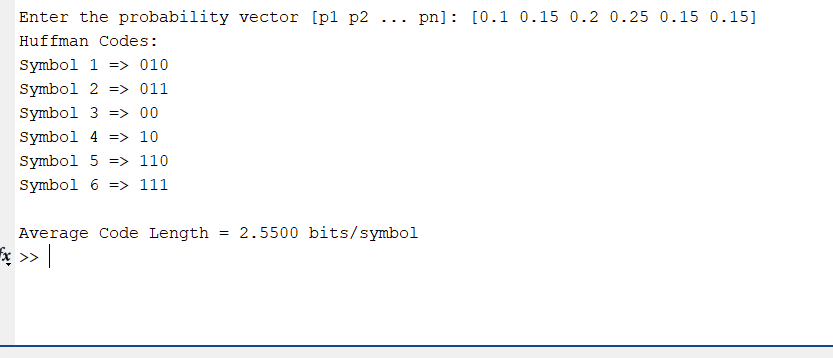 Enter the probability vector [p1 p2 ... pn]: [0.1 0.15 0.2 0.25 0.15 0.15]
Huffman Codes:
Symbol 1 => 010
Symbol 2 => 011
Symbol 3 => 00
Symbol 4 => 10
Symbol 5 => 110
Symbol 6 => 111
Average Code Length = 2.5500 bits/symbol
fx >>